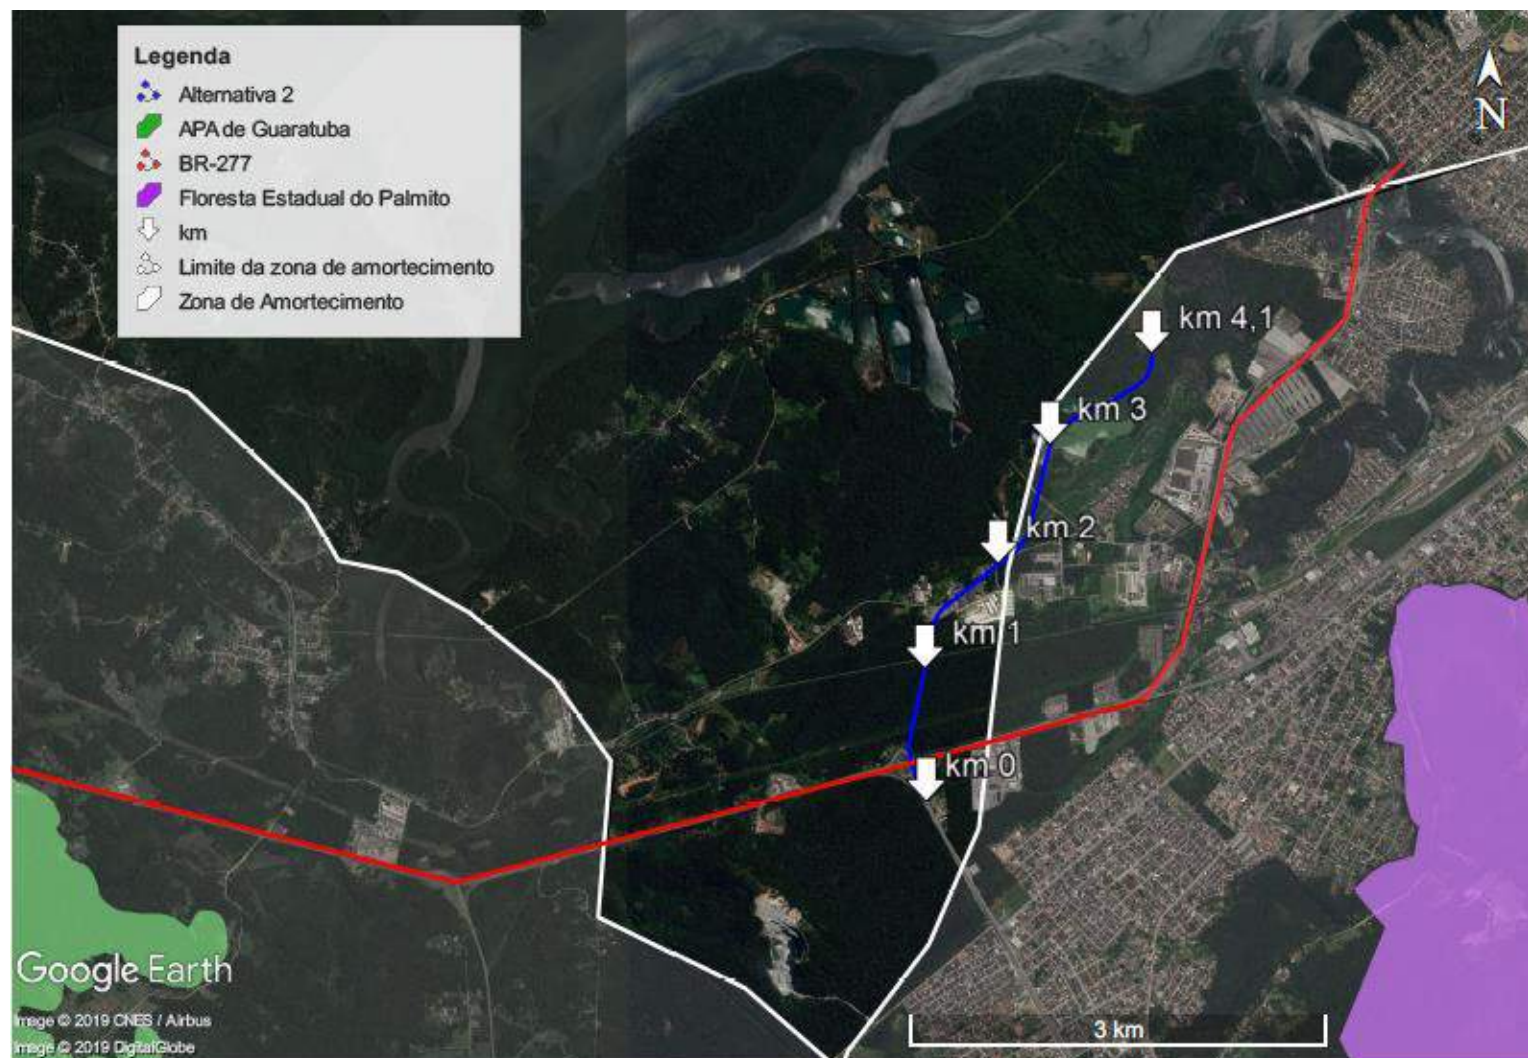 Legenda
Alternativa 2
APA de Guaratuba
BR-277
Floresta Estadual do Palmito
km
Limite da zona de amortecimento
Zona de Amortecimento
N
km 4,1
km 3
km 2
km 1
km 0
Google Earth
Image © 2019 CNES / Airbus
Image © 2019 DigitalGlobe
3 km